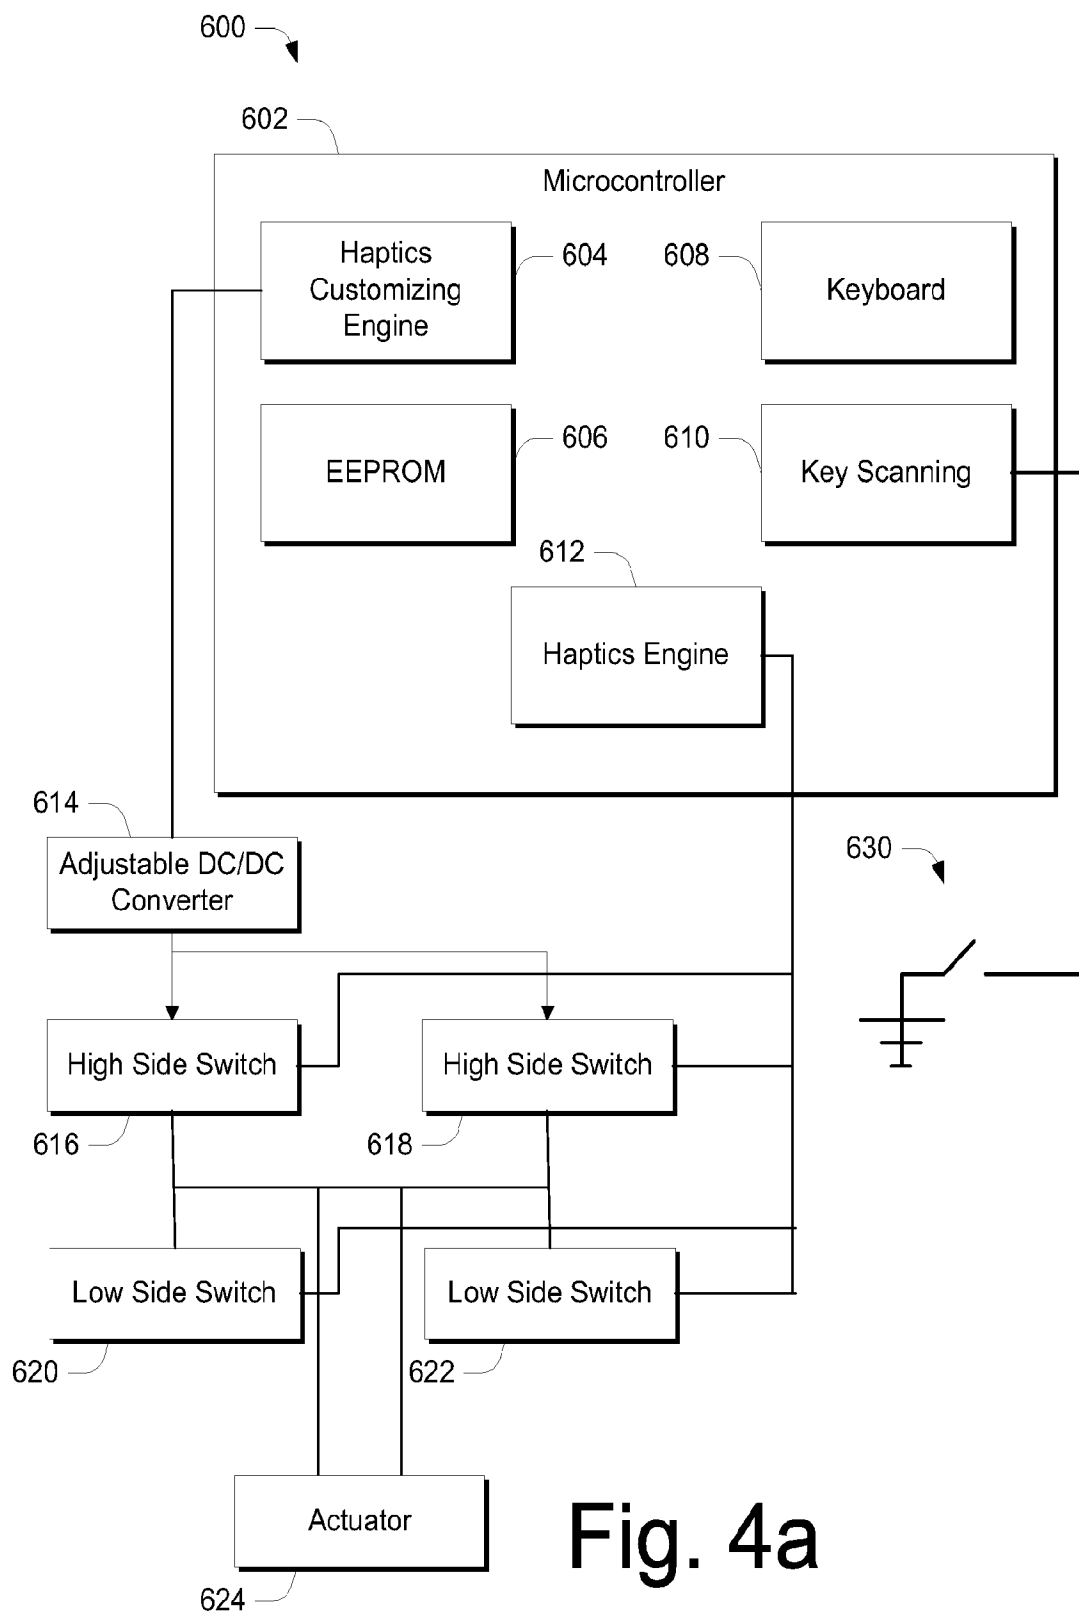 600
602
Microcontroller
Haptics
Customizing
Engine
604
608
Keyboard
EEPROM
606
610
Key Scanning
612
Haptics Engine
614
Adjustable DC/DC
Converter
630
High Side Switch
High Side Switch
616
618
Low Side Switch
Low Side Switch
620
622
Actuator
624
Fig. 4a